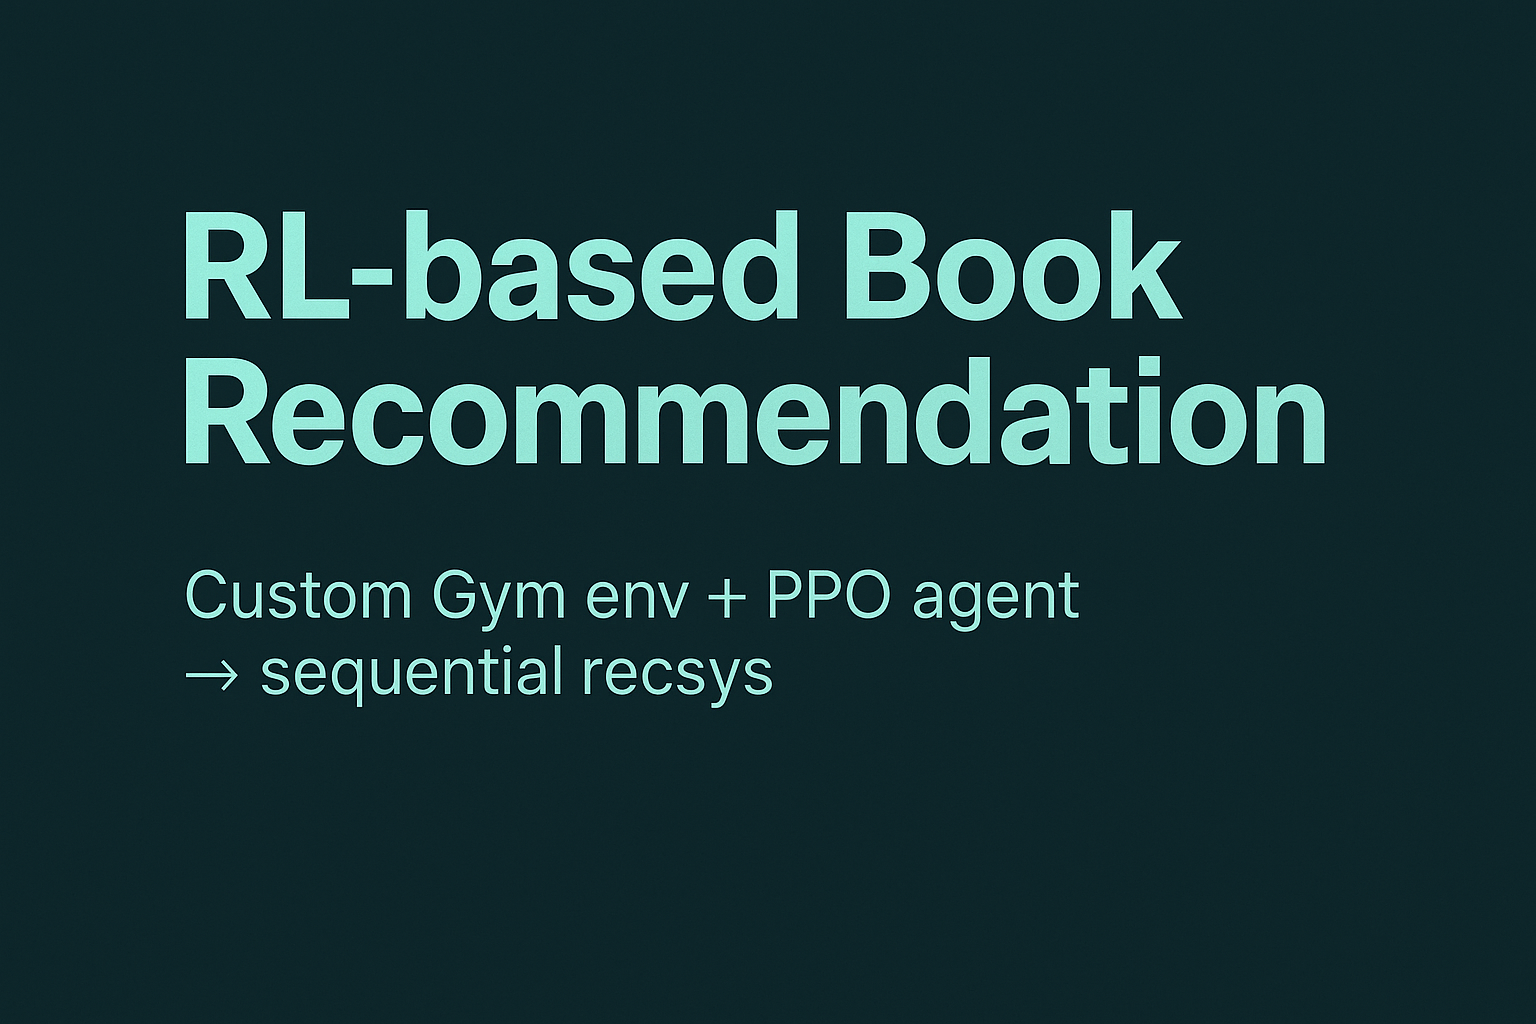 RL-based Book
Recommendation
Custom Gym env + PPO agent
→ sequential recsys